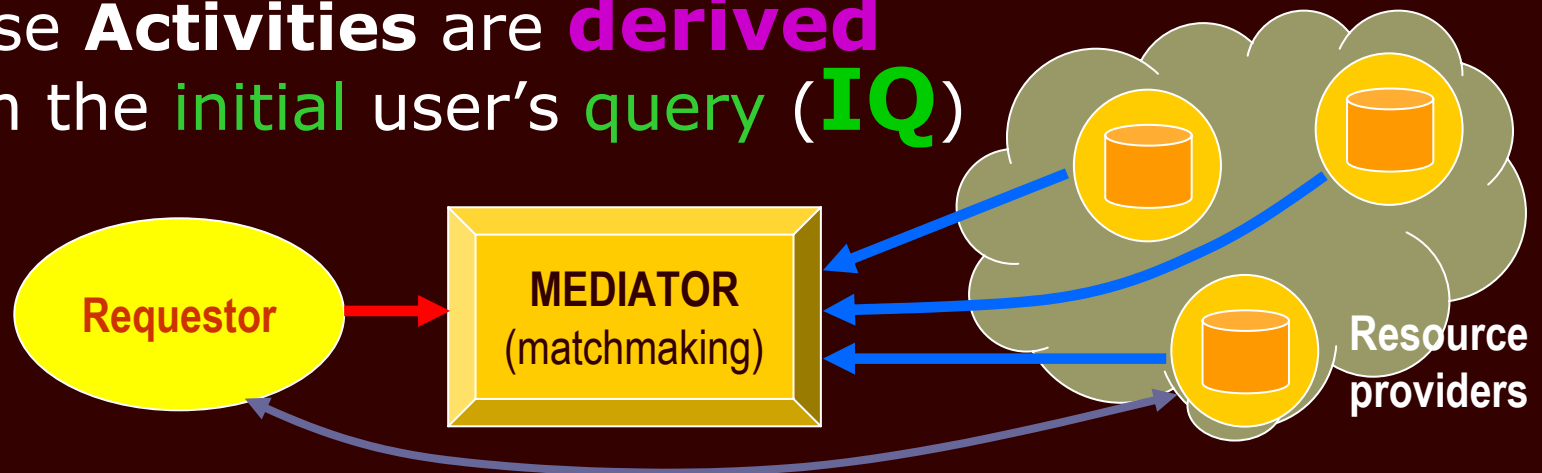 se Activities are derived
the initial user's query (IQ)
Requestor
MEDIATOR
(matchmaking)
Resource
providers